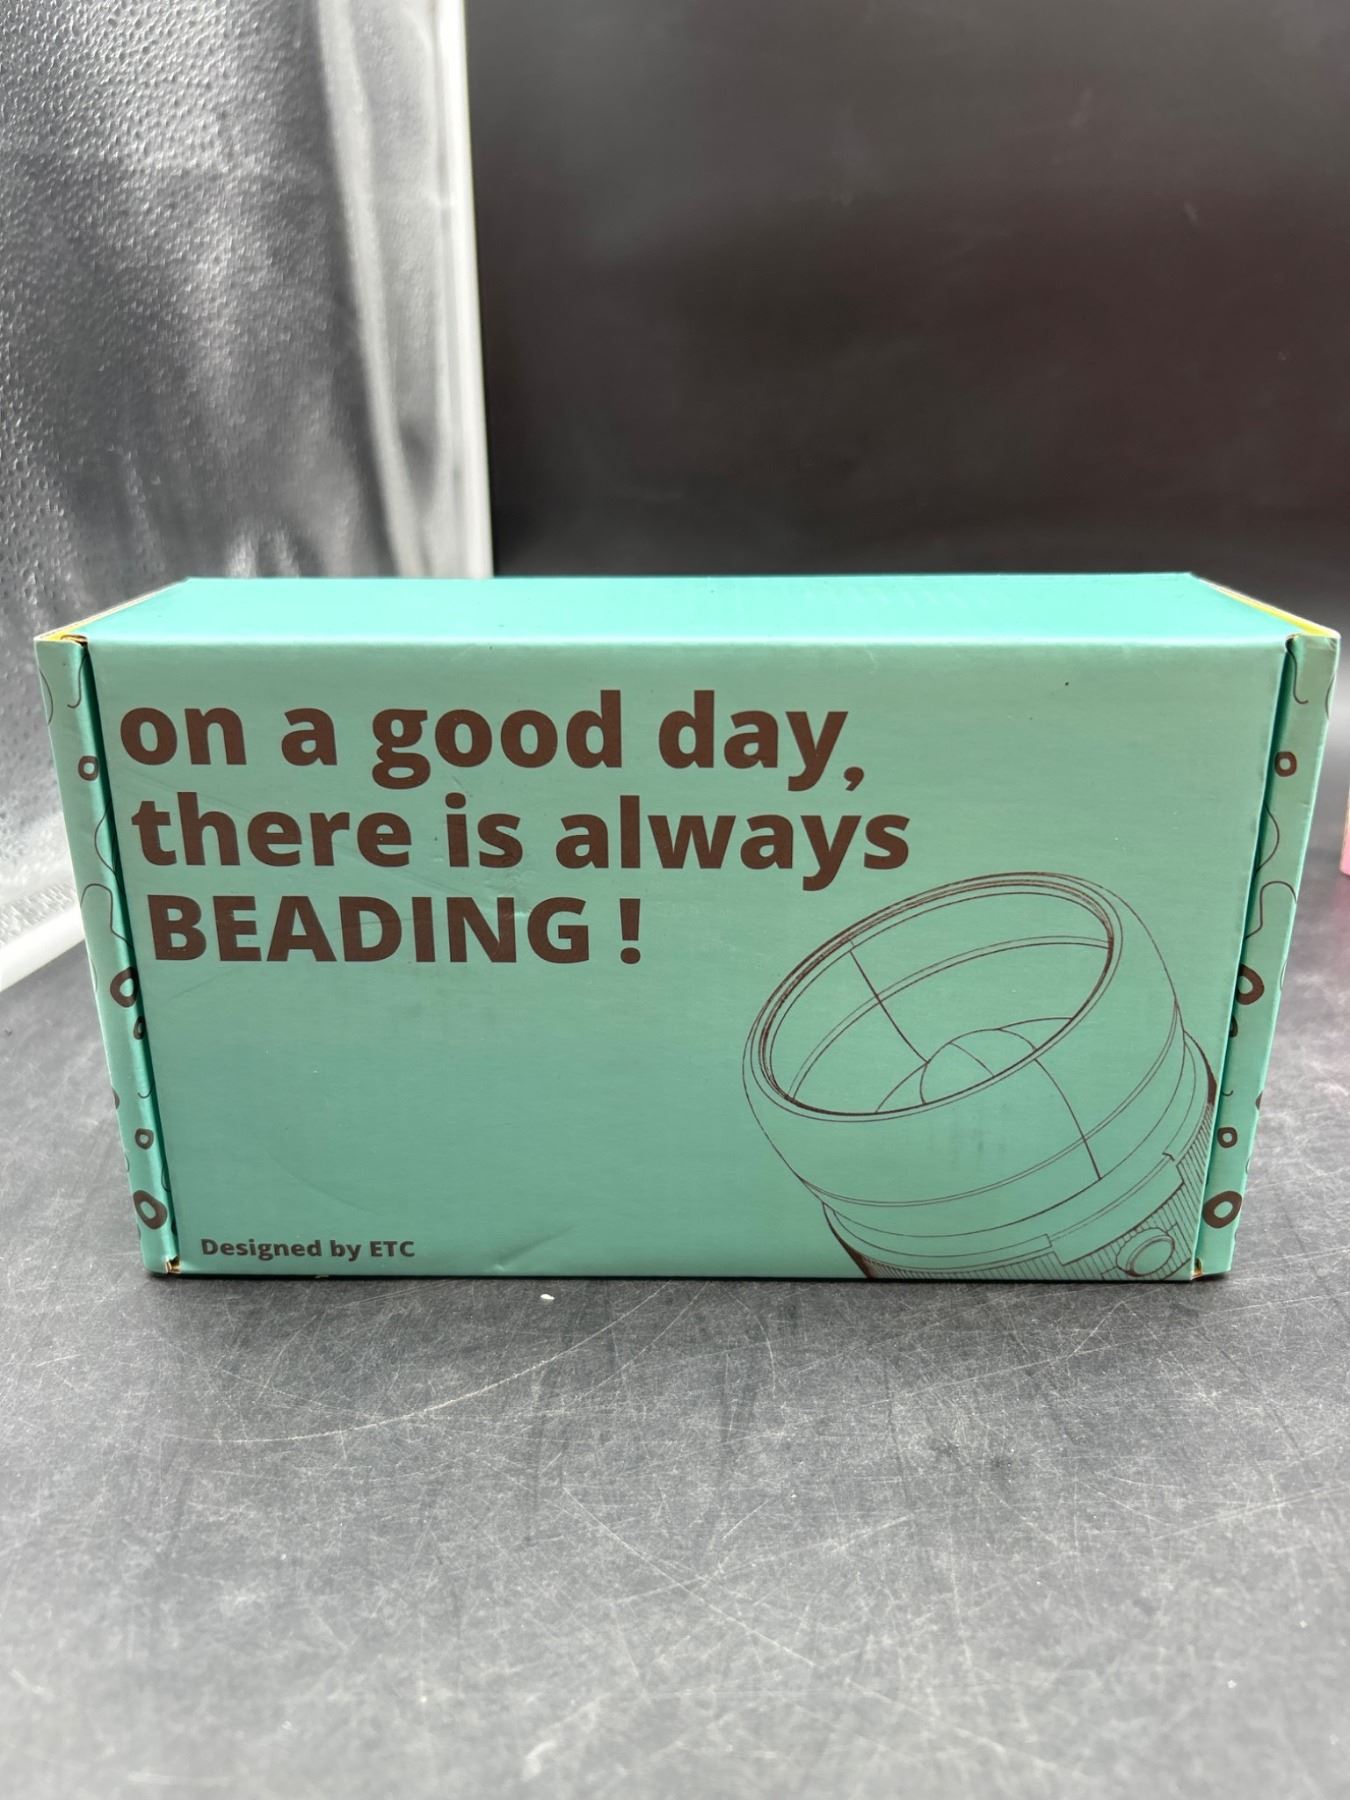 on a good day,
there is always
BEADING!
Designed by ETC